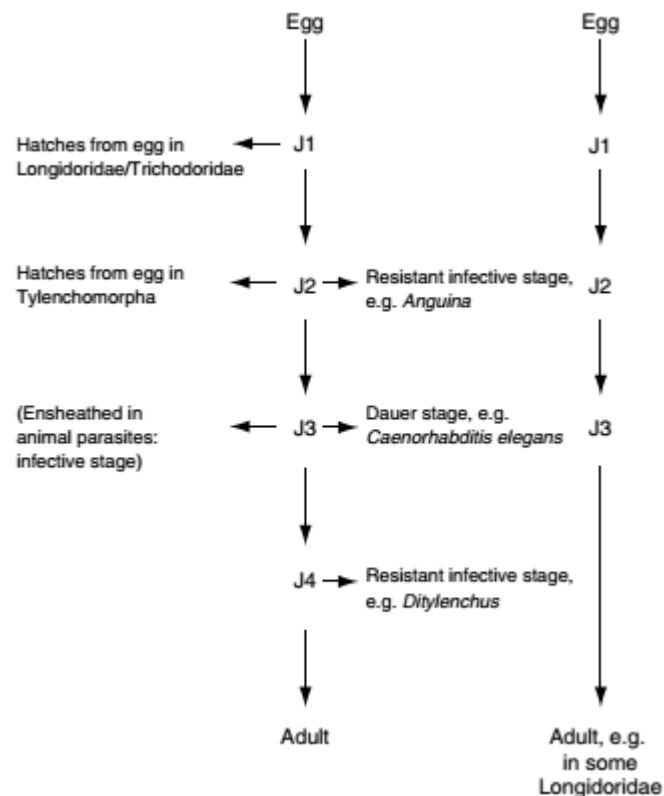 Egg
Egg
Hatches from egg in
Longidoridae/Trichodoridae
J1
J1
Hatches from egg in
Tylenchomorpha
J2
Resistant infective stage,
e.g. Anguina
J2
(Ensheathed in
animal parasites:
infective stage)
J3
Dauer stage, e.g.
Caenorhabditis elegans
J3
J4
Resistant infective stage,
e.g. Ditylenchus
Adult
Adult, e.g.
in some
Longidoridae